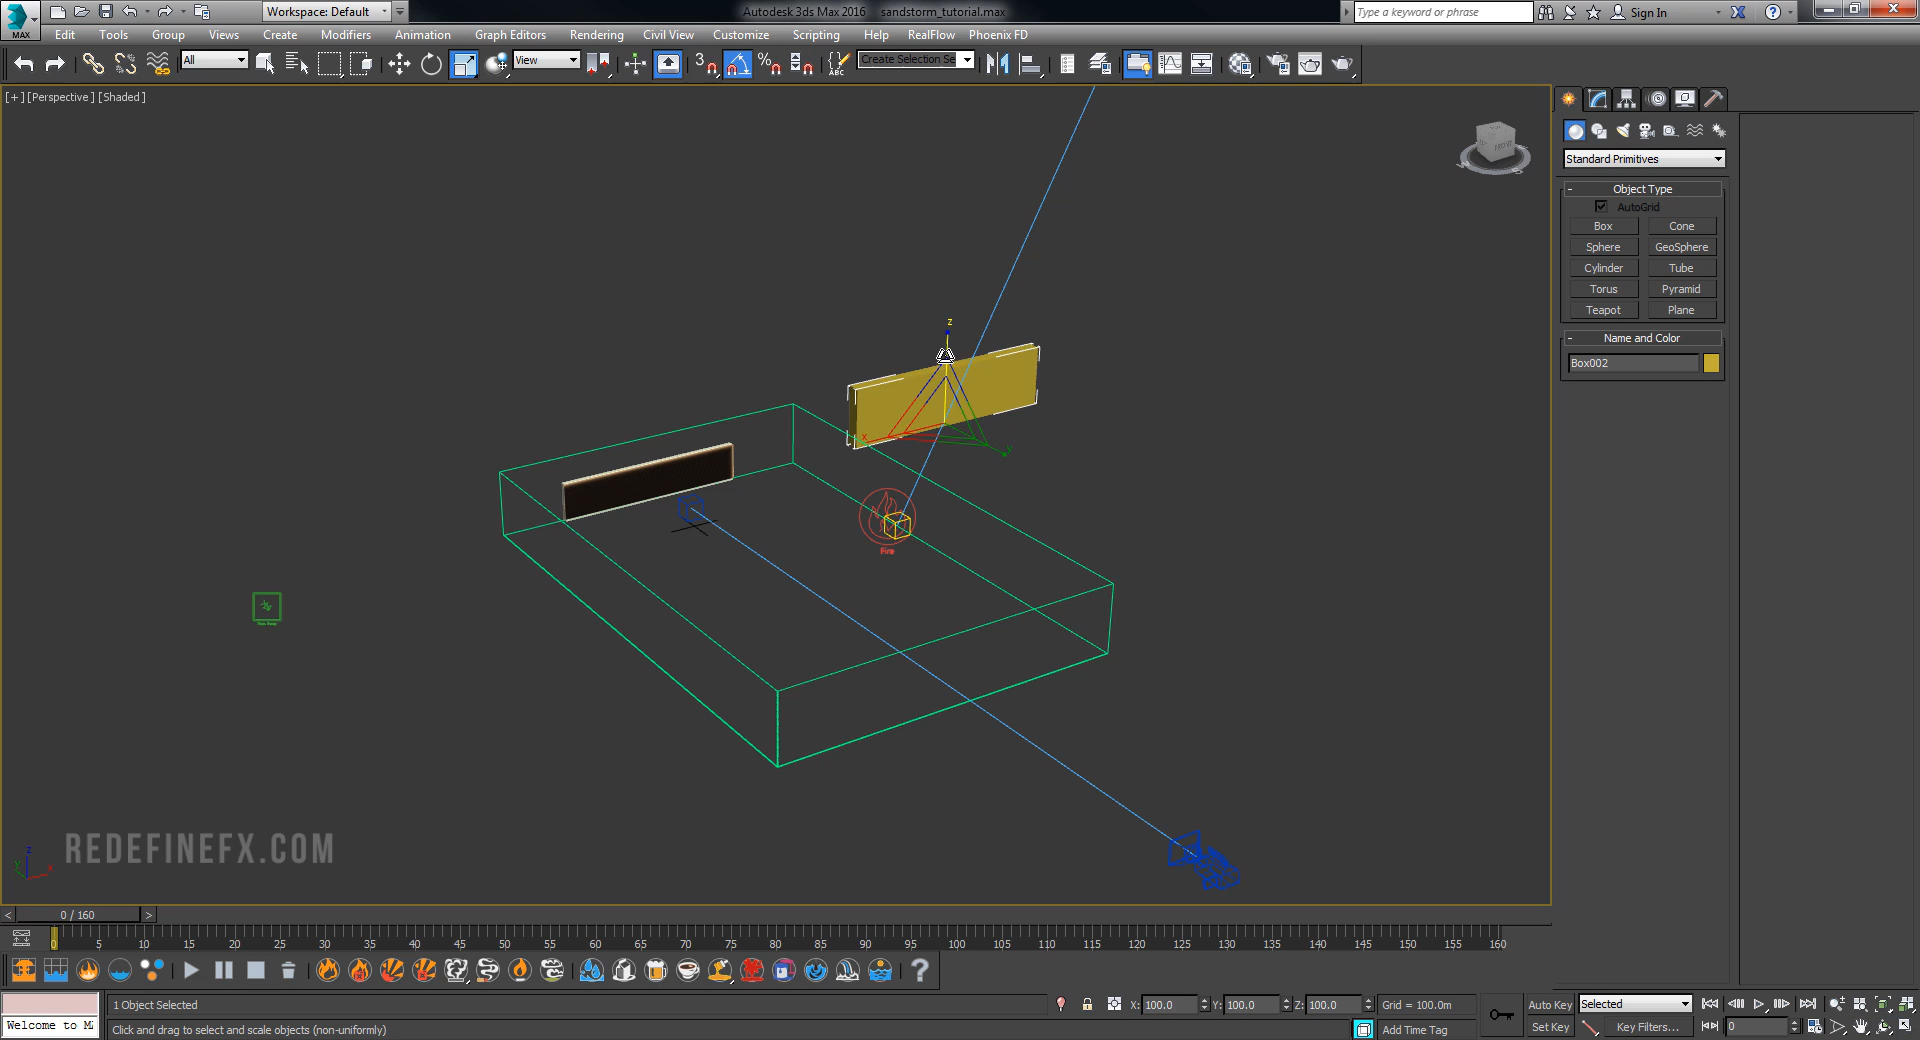 MAX
Workspace: Default
Autodesk 3ds Max 2016 sandstorm_tutorial.max
Type a keyword or phrase
Sign In
Edit Tools Group Views Create Modifiers Animation Graph Editors Rendering Civil View Customize Scripting Help RealFlow Phoenix FD
All
View
3
%
ABC
Create Selection Se
[+] [Perspective] [Shaded]
FRONT
Standard Primitives
- Object Type
AutoGrid
Box Cone
Sphere GeoSphere
Cylinder Tube
Torus Pyramid
Teapot Plane
- Name and Color
Box002
z
x
y
Fire
REDEFINEFX.COM
z
y
x
< 0 / 160 >
0 5 10 15 20 25 30 35 40 45 50 55 60 65 70 75 80 85 90 95 100 105 110 115 120 125 130 135 140 145 150 155 160
?
1 Object Selected
X: 100.0 Y: 100.0 Z: 100.0 Grid = 100.0m
Auto Key Selected
Welcome to M
Click and drag to select and scale objects (non-uniformly)
Add Time Tag
Set Key Key Filters... 0